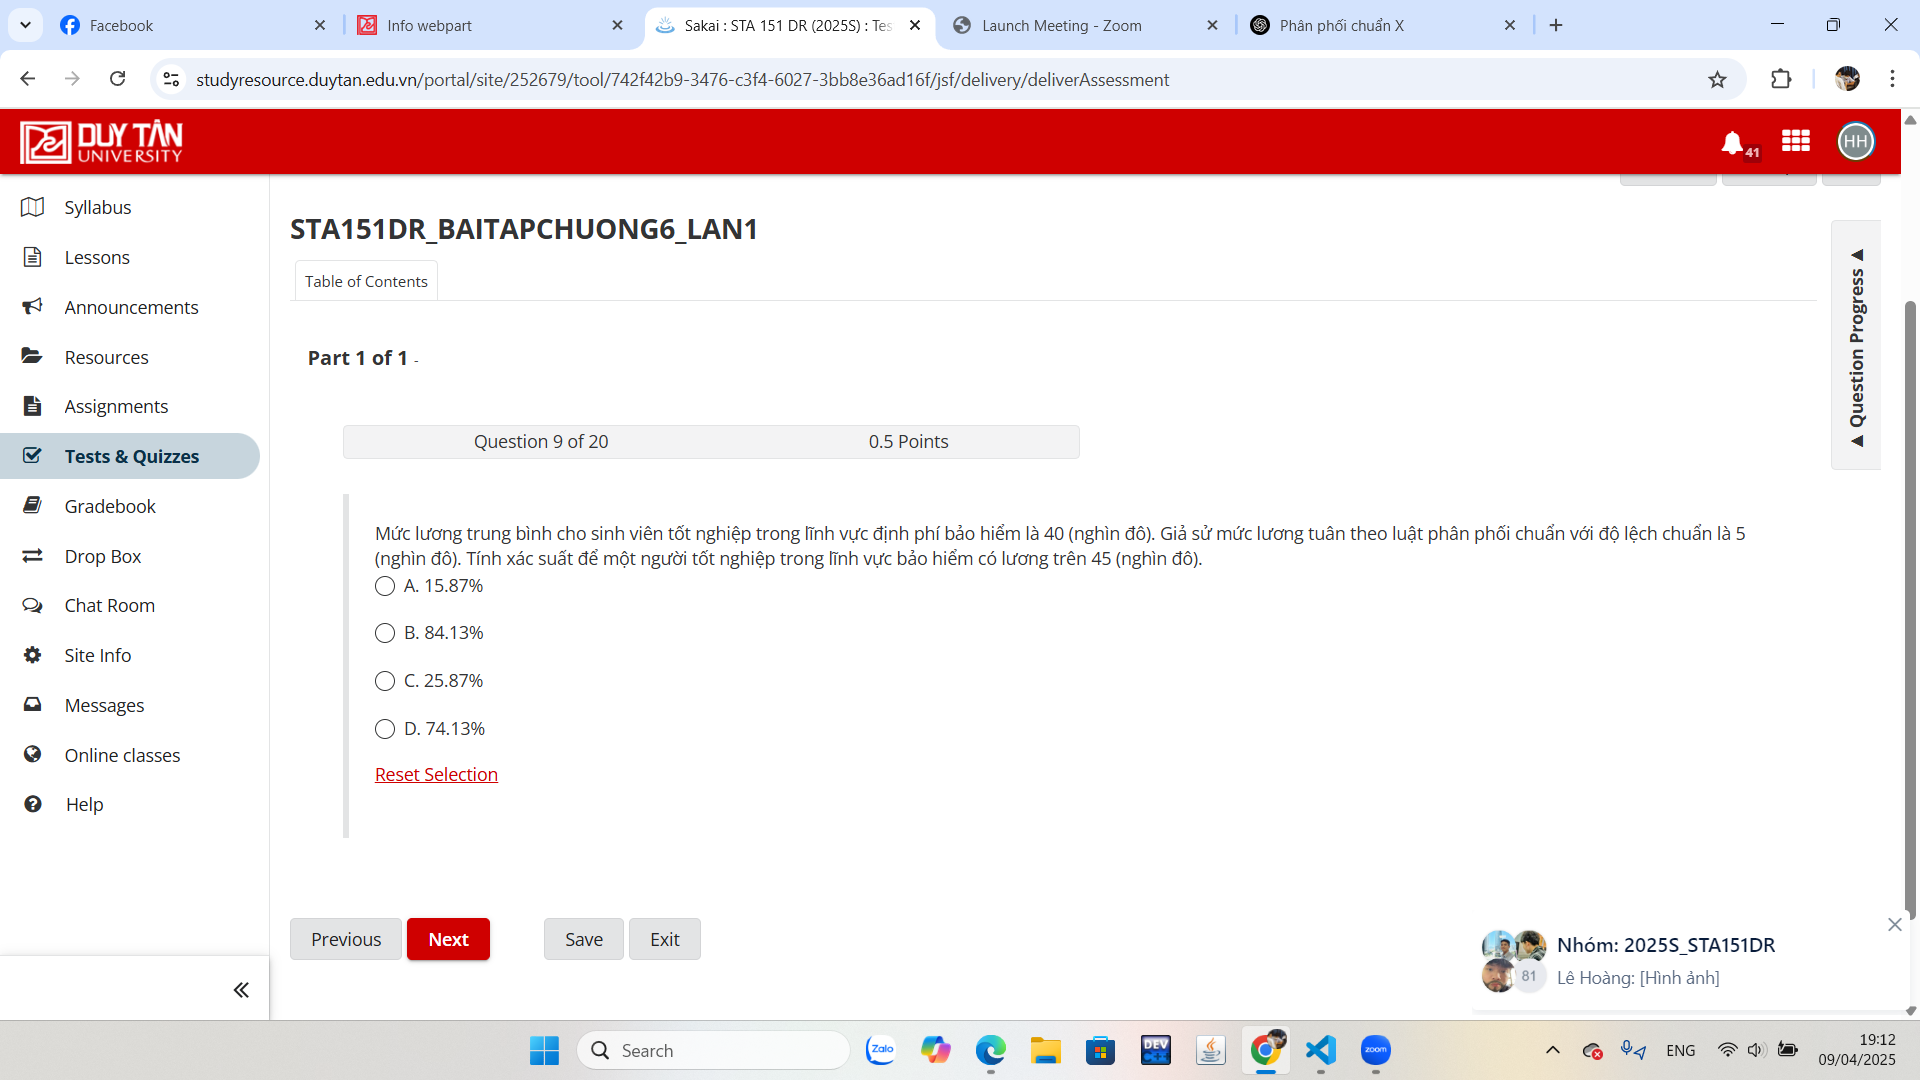 Facebook
Info webpart
Sakai : STA 151 DR (2025S) : Tes
Launch Meeting - Zoom
Phân phối chuẩn X
studyresource.duytan.edu.vn/portal/site/252679/tool/742f42b9-3476-c3f4-6027-3bb8e36ad16f/jsf/delivery/deliverAssessment
DUY TÂN
UNIVERSITY
41
HH
Syllabus
Lessons
Announcements
Resources
Assignments
Tests & Quizzes
Gradebook
Drop Box
Chat Room
Site Info
Messages
Online classes
Help
STA151DR_BAITAPCHUONG6_LAN1
Table of Contents
Part 1 of 1 -
Question 9 of 20
0.5 Points
Mức lương trung bình cho sinh viên tốt nghiệp trong lĩnh vực định phí bảo hiểm là 40 (nghìn đô). Giả sử mức lương tuân theo luật phân phối chuẩn với độ lệch chuẩn là 5
(nghìn đô). Tính xác suất để một người tốt nghiệp trong lĩnh vực bảo hiểm có lương trên 45 (nghìn đô).
A. 15.87%
B. 84.13%
C. 25.87%
D. 74.13%
Reset Selection
Previous
Next
Save
Exit
Question Progress
Nhóm: 2025S_STA151DR
81
Lê Hoàng: [Hình ảnh]
Search
Zalo
DEV
zoom
ENG
19:12
09/04/2025